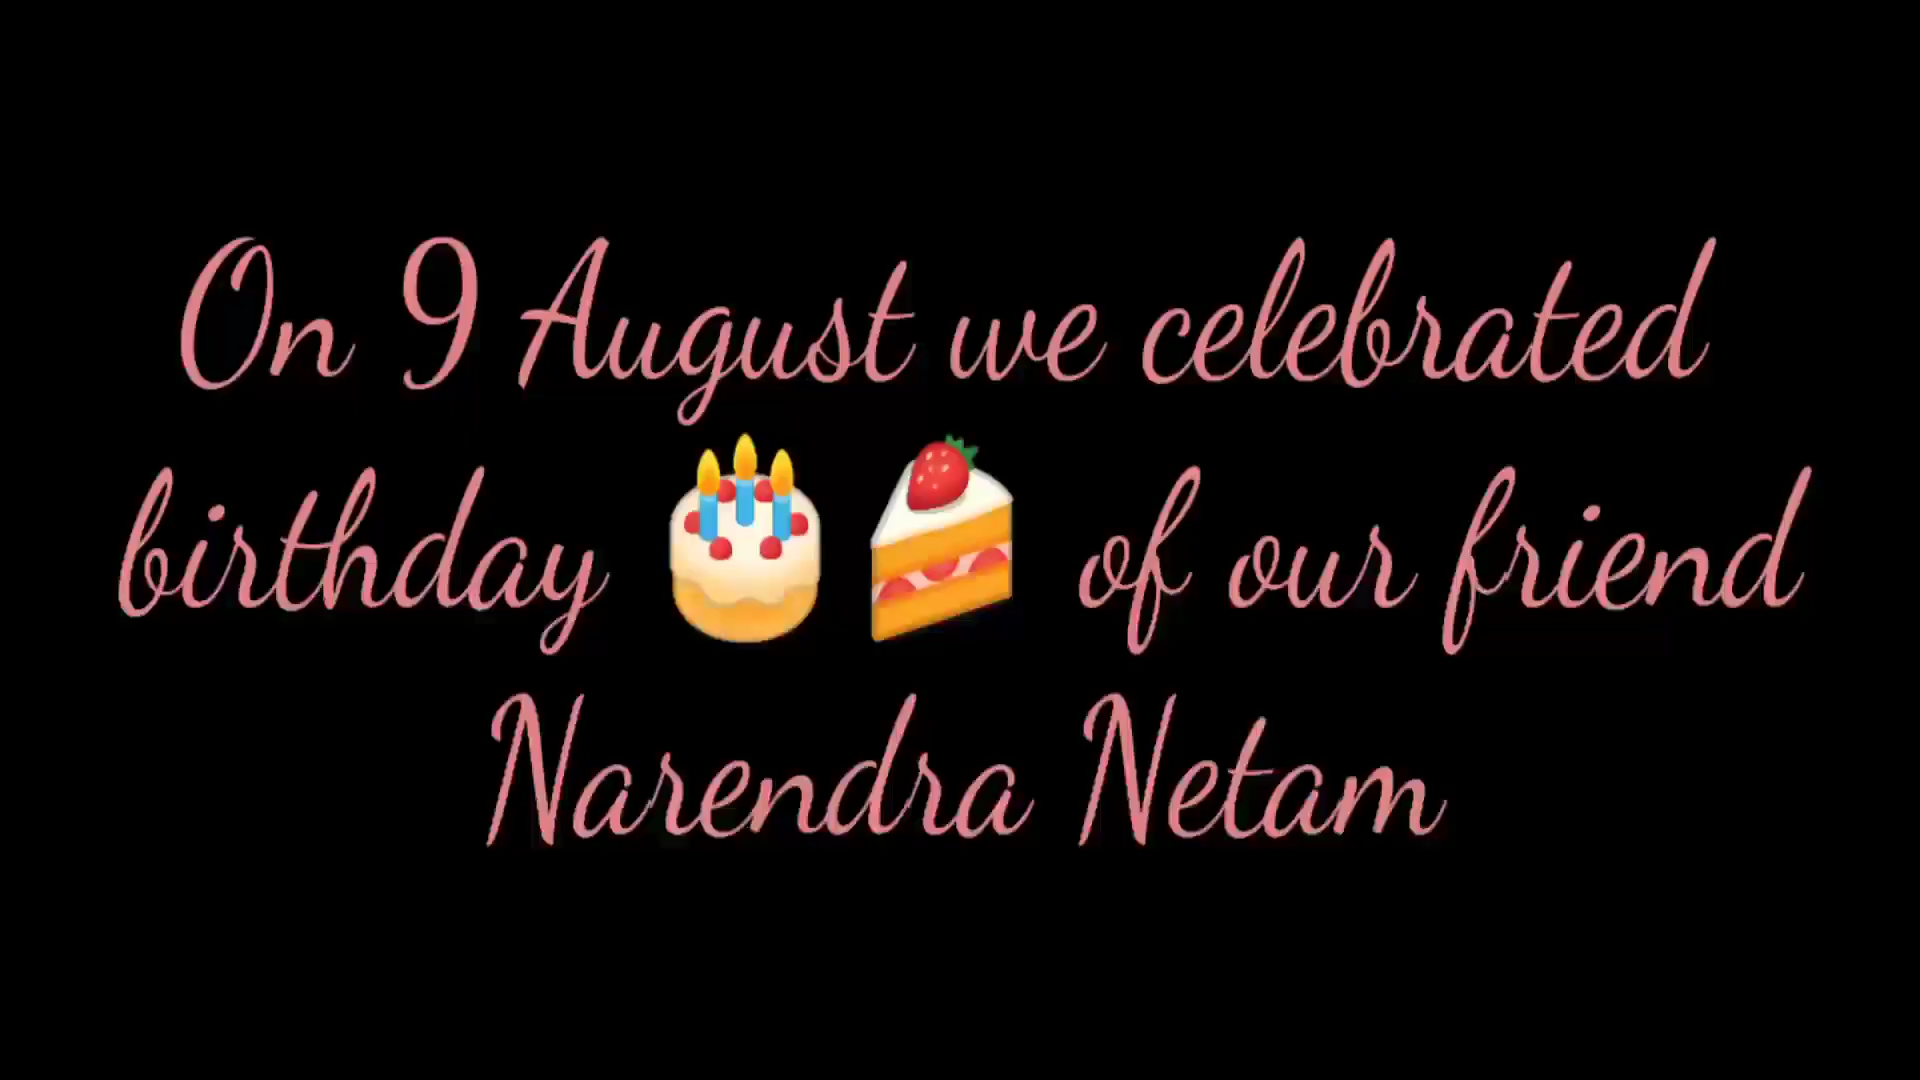 On 9 August we celebrated
birthday 🎂 🍰 of our friend
Narendra Netam